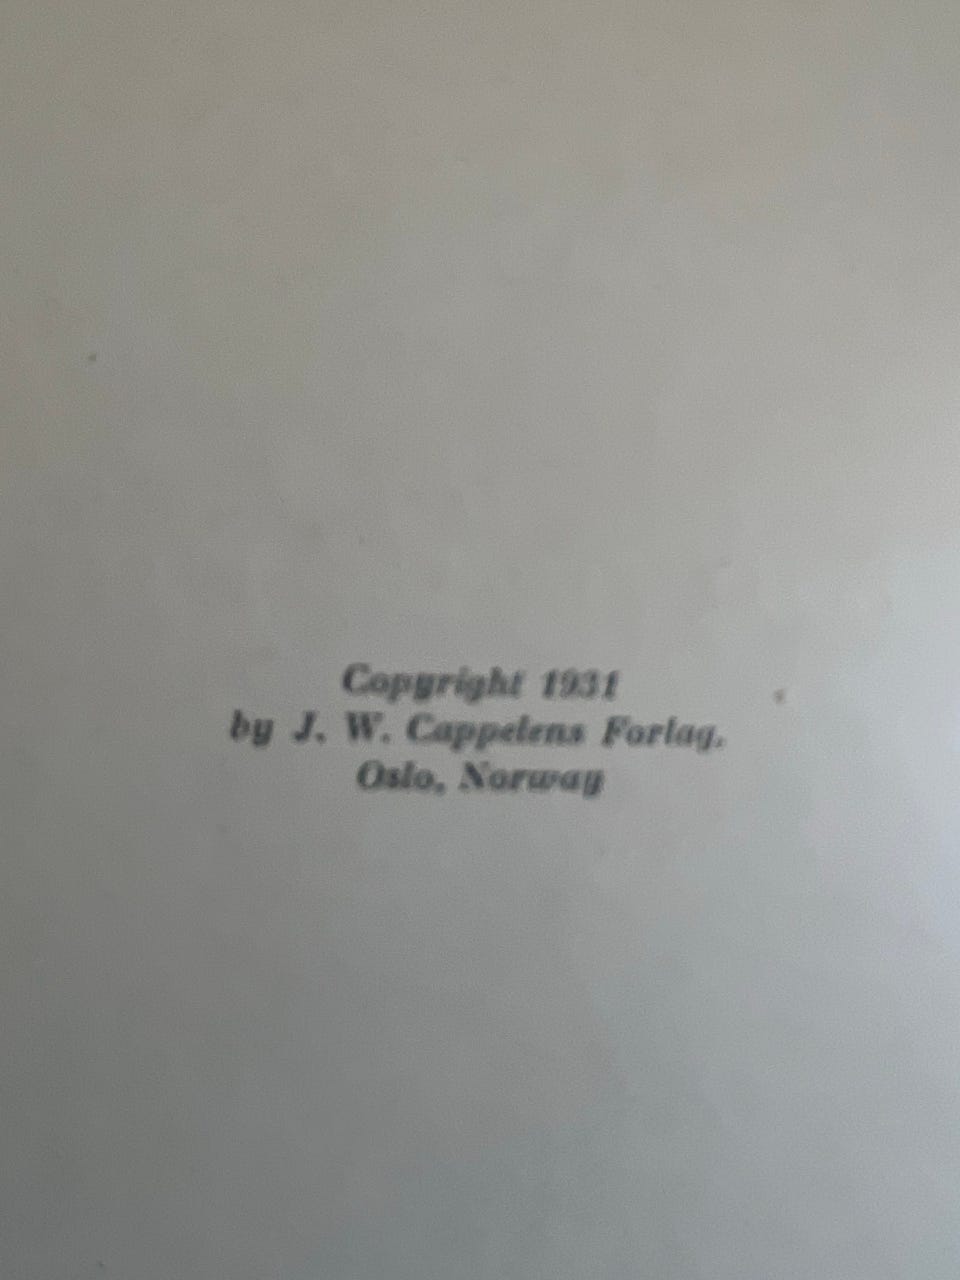 Copyright 1931
by J. W. Cappelens Forlag,
Oslo, Norway